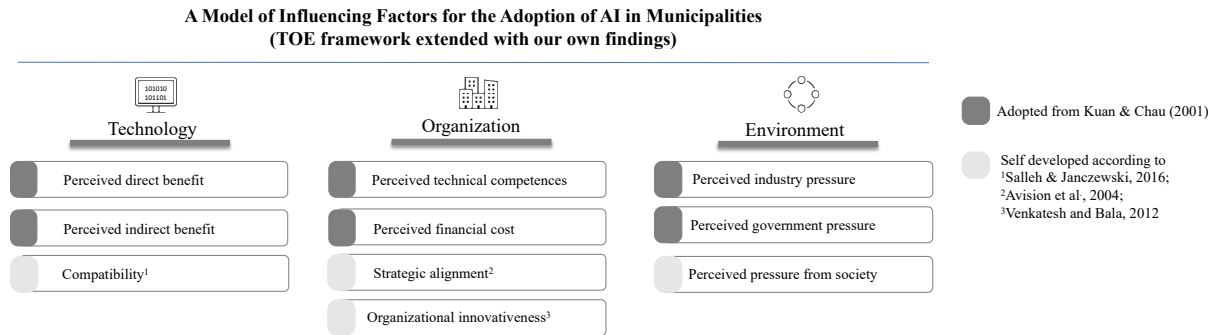 A Model of Influencing Factors for the Adoption of AI in Municipalities
(TOE framework extended with our own findings)
101010
101101
Technology
Perceived direct benefit
Perceived indirect benefit
Compatibility¹
Organization
Perceived technical competences
Perceived financial cost
Strategic alignment²
Organizational innovativeness³
Environment
Perceived industry pressure
Perceived government pressure
Perceived pressure from society
Adopted from Kuan & Chau (2001)
Self developed according to
¹Salleh & Janczewski, 2016;
²Avision et al., 2004;
³Venkatesh and Bala, 2012